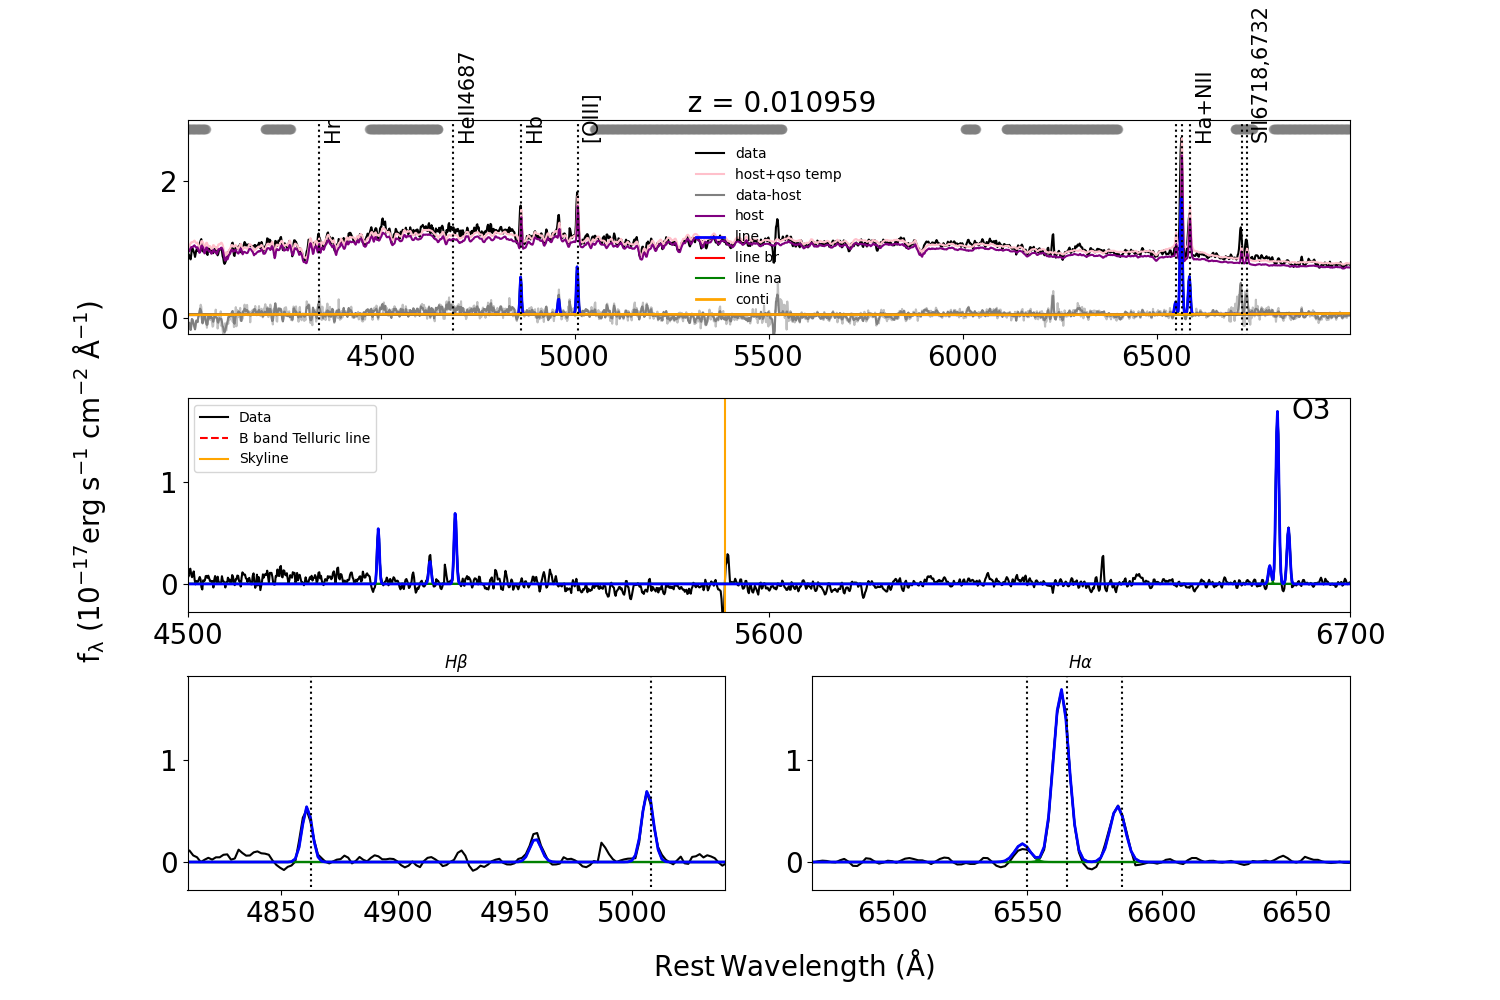 z = 0.010959
Hr
HeII4687
Hb
[OIII]
Ha+NII
SII6718,6732
data
host+qso temp
data-host
host
line
line br
line na
conti
2
0
4500 5000 5500 6000 6500
f_λ (10⁻¹⁷erg s⁻¹ cm⁻² Å⁻¹)
Data
B band Telluric line
Skyline
O3
1
0
4500 5600 6700
Hβ
1
0
4850 4900 4950 5000
Hα
1
0
6500 6550 6600 6650
Rest Wavelength (Å)